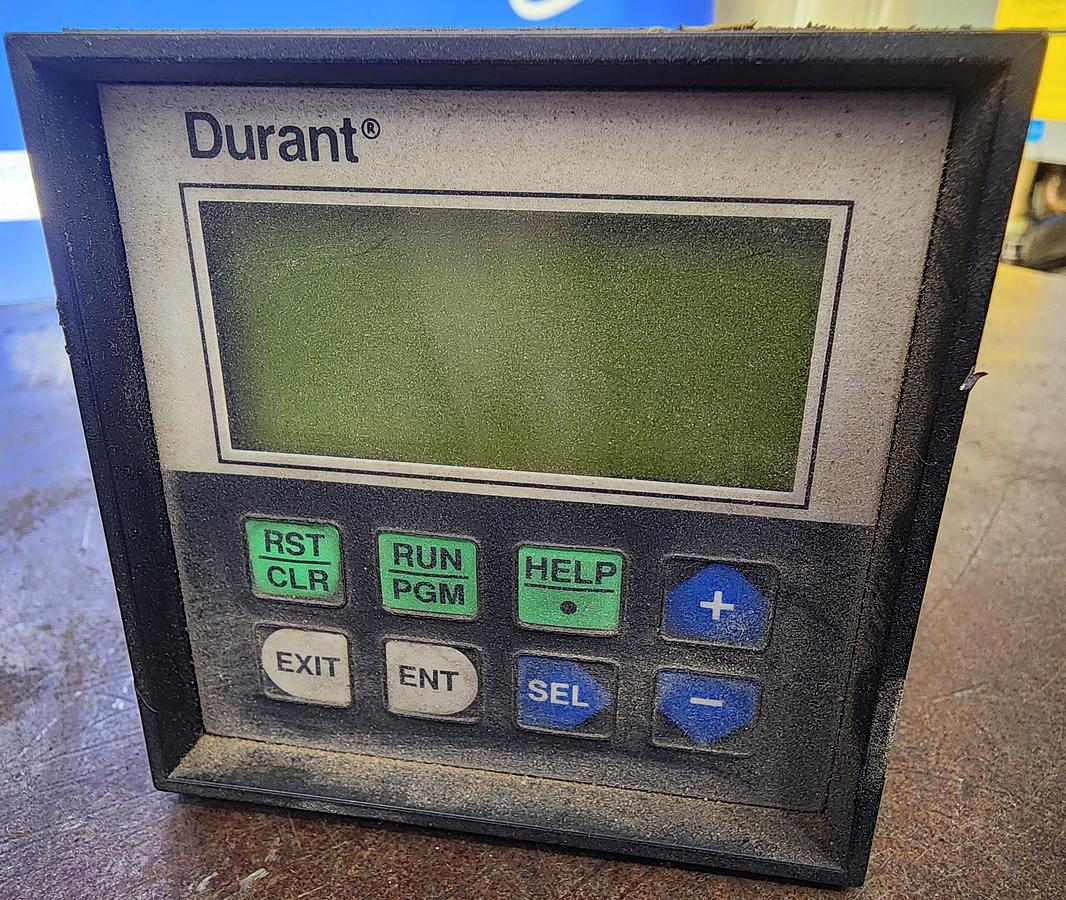 Durant®
RST
CLR
RUN
PGM
HELP
•
+
EXIT
ENT
SEL
−